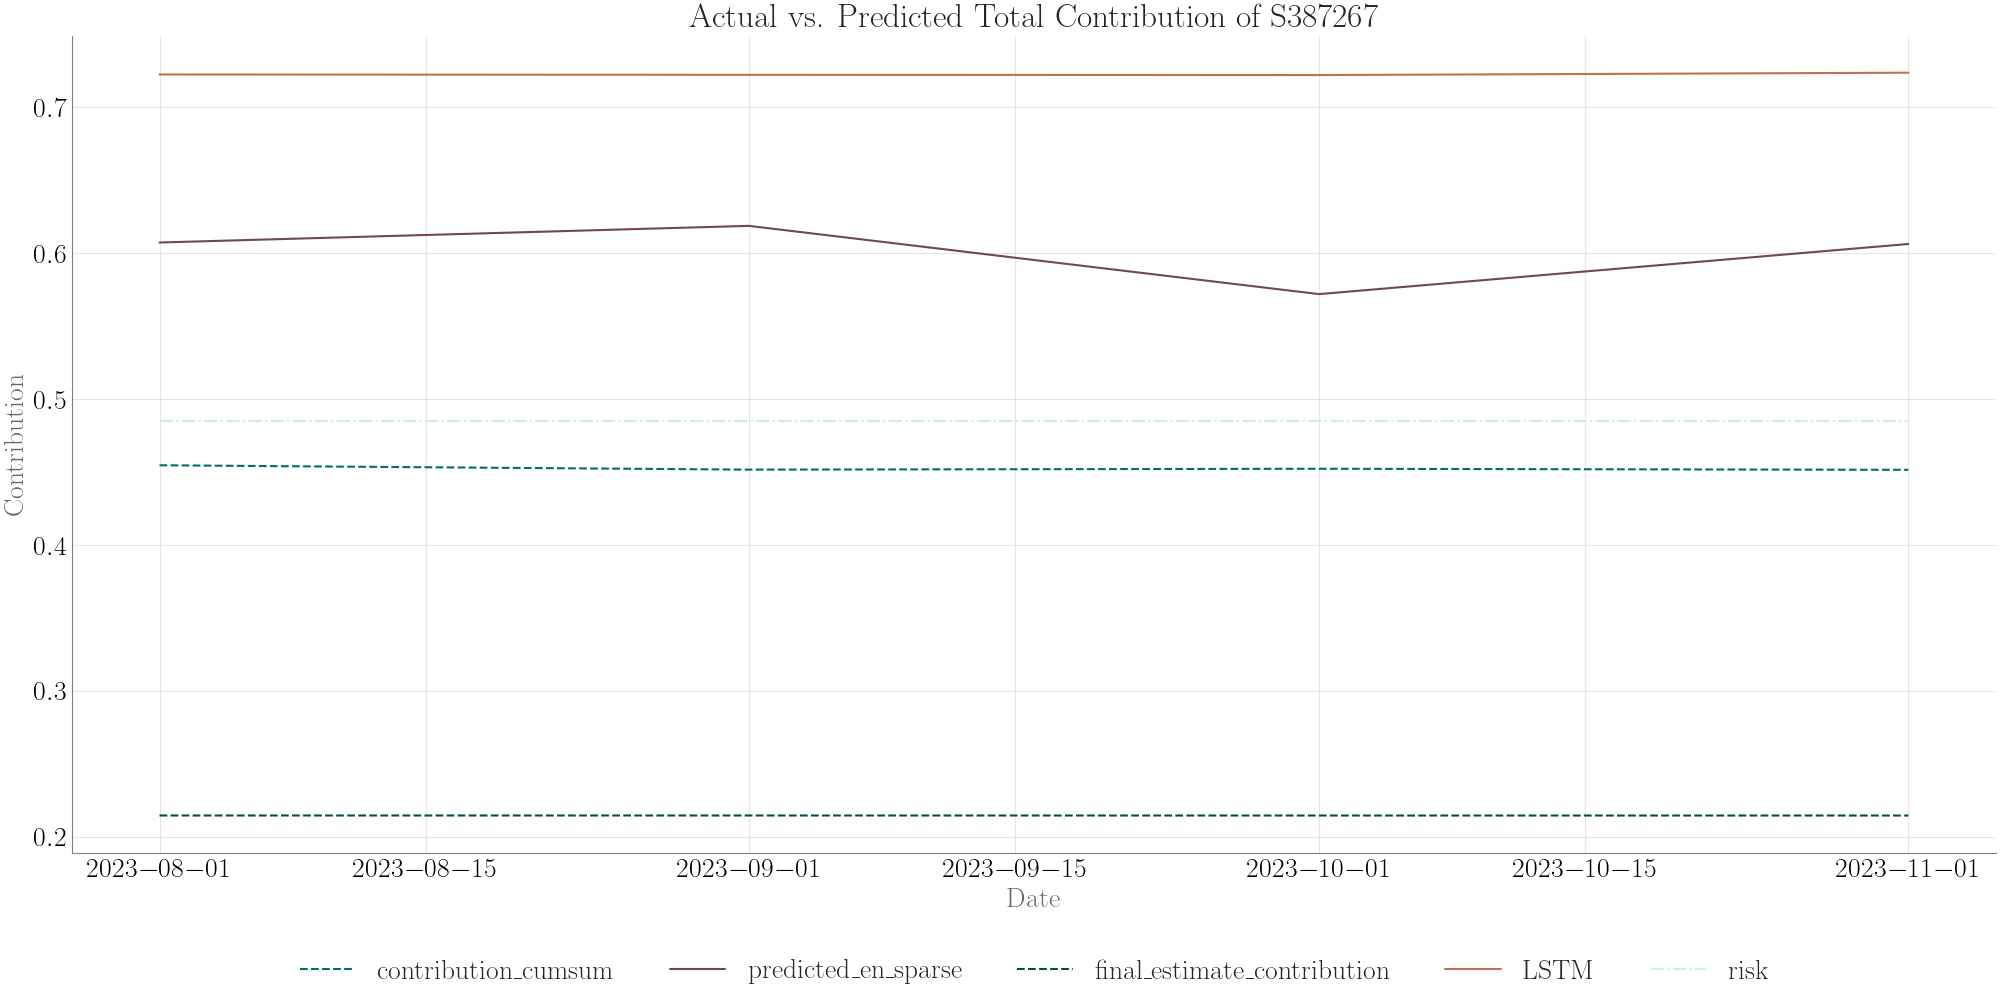 Actual vs. Predicted Total Contribution of S387267
Contribution
0.7
0.6
0.5
0.4
0.3
0.2
2023−08−01 2023−08−15 2023−09−01 2023−09−15 2023−10−01 2023−10−15 2023−11−01
Date
contribution_cumsum predicted_en_sparse final_estimate_contribution LSTM risk